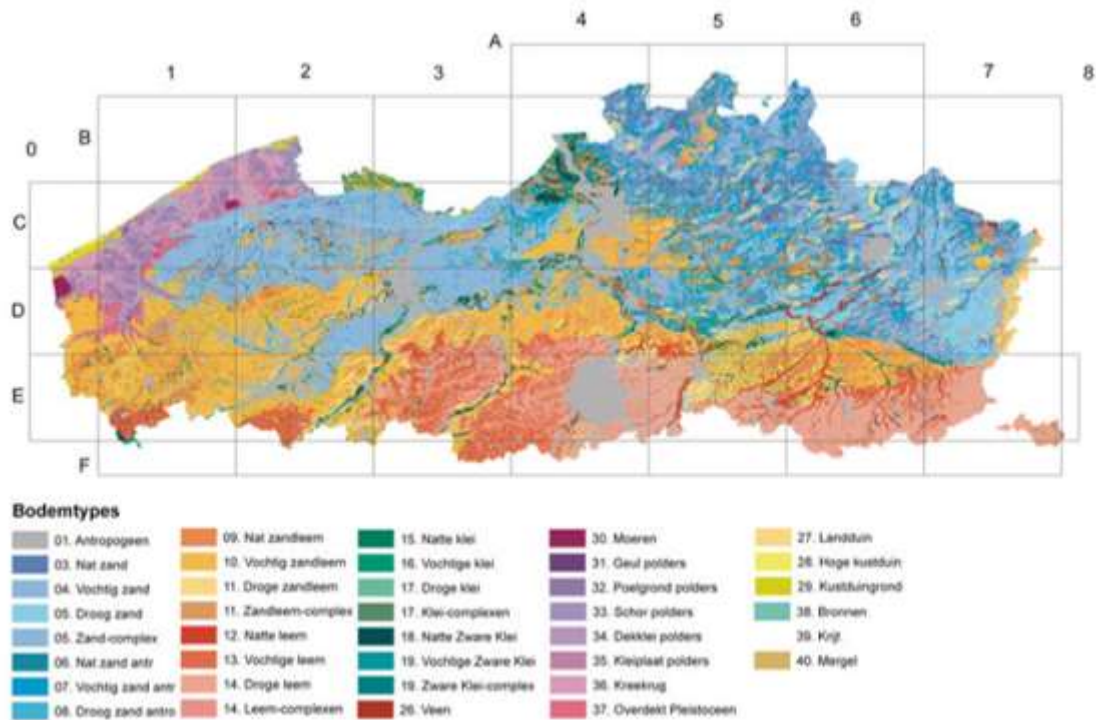 4
5
6
A
1
2
3
7
8
B
0
C
D
E
F
Bodemtypes
01. Antropogeen
03. Nat zand
04. Vochtig zand
05. Droog zand
05. Zand-complex
06. Nat zand antr
07. Vochtig zand antr
08. Droog zand antro
09. Nat zandleem
10. Vochtig zandleem
11. Droge zandleem
11. Zandleem-complex
12. Natte leem
13. Vochtige leem
14. Droge leem
14. Leem-complexen
15. Natte klei
16. Vochtige klei
17. Droge klei
17. Klei-complexen
18. Natte Zware Klei
19. Vochtige Zware Klei
19. Zware Klei-complex
26. Veen
30. Moeren
31. Geul polders
32. Poelgrond polders
33. Schor polders
34. Dekklei polders
35. Kleiplaat polders
36. Kreekrug
37. Overdekt Pleistoceen
27. Landduin
28. Hoge kustduin
29. Kustduingrond
38. Bronnen
39. Krijt
40. Mergel